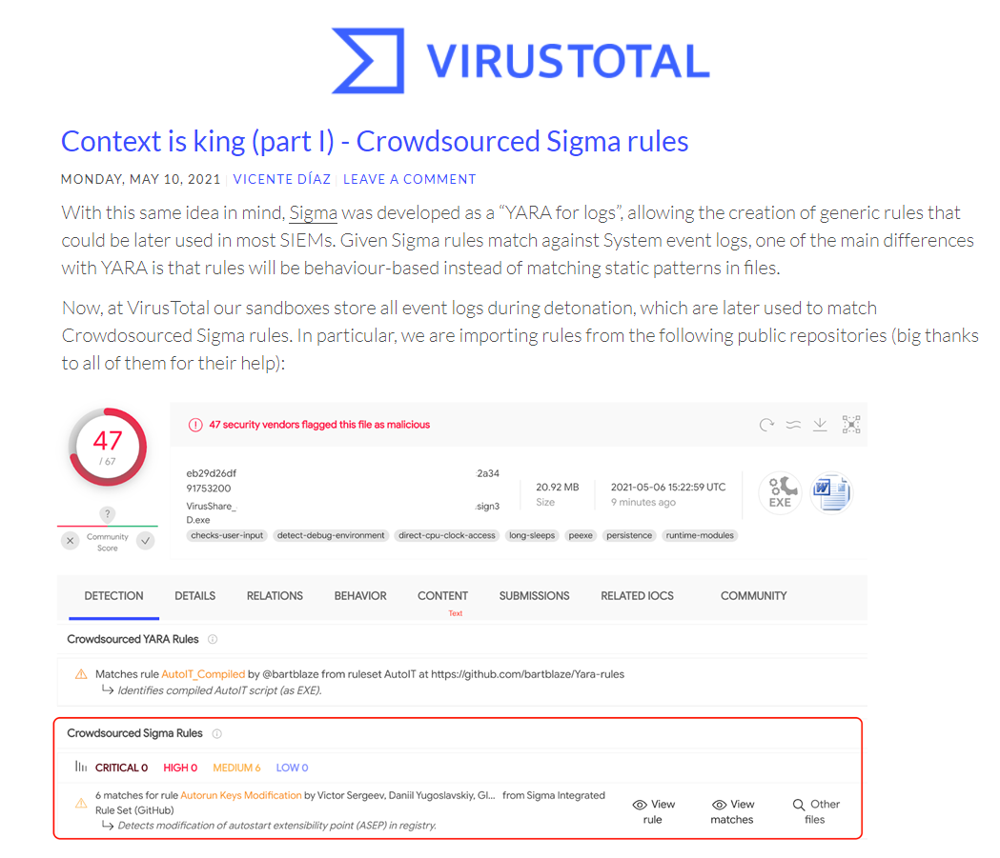 VIRUSTOTAL
Context is king (part I) - Crowdsourced Sigma rules
MONDAY, MAY 10, 2021 | VICENTE DÍAZ | LEAVE A COMMENT
With this same idea in mind, Sigma was developed as a “YARA for logs”, allowing the creation of generic rules that
could be later used in most SIEMs. Given Sigma rules match against System event logs, one of the main differences
with YARA is that rules will be behaviour-based instead of matching static patterns in files.
Now, at VirusTotal our sandboxes store all event logs during detonation, which are later used to match
Crowdosourced Sigma rules. In particular, we are importing rules from the following public repositories (big thanks
to all of them for their help):
47
/ 67
47 security vendors flagged this file as malicious
eb29d26df 2a34
91753200
VirusShare_ .sign3
D.exe
20.92 MB
Size
2021-05-06 15:22:59 UTC
9 minutes ago
EXE
W
?
Community
Score
checks-user-input detect-debug-environment direct-cpu-clock-access long-sleeps peexe persistence runtime-modules
DETECTION DETAILS RELATIONS BEHAVIOR CONTENT SUBMISSIONS RELATED IOCS COMMUNITY
Text
Crowdsourced YARA Rules
Matches rule AutoIT_Compiled by @bartblaze from ruleset AutoIT at https://github.com/bartblaze/Yara-rules
Identifies compiled AutoIT script (as EXE).
Crowdsourced Sigma Rules
CRITICAL 0 HIGH 0 MEDIUM 6 LOW 0
6 matches for rule Autorun Keys Modification by Victor Sergeev, Daniil Yugoslavskiy, Gl... from Sigma Integrated
Rule Set (GitHub)
Detects modification of autostart extensibility point (ASEP) in registry.
View
rule
View
matches
Other
files